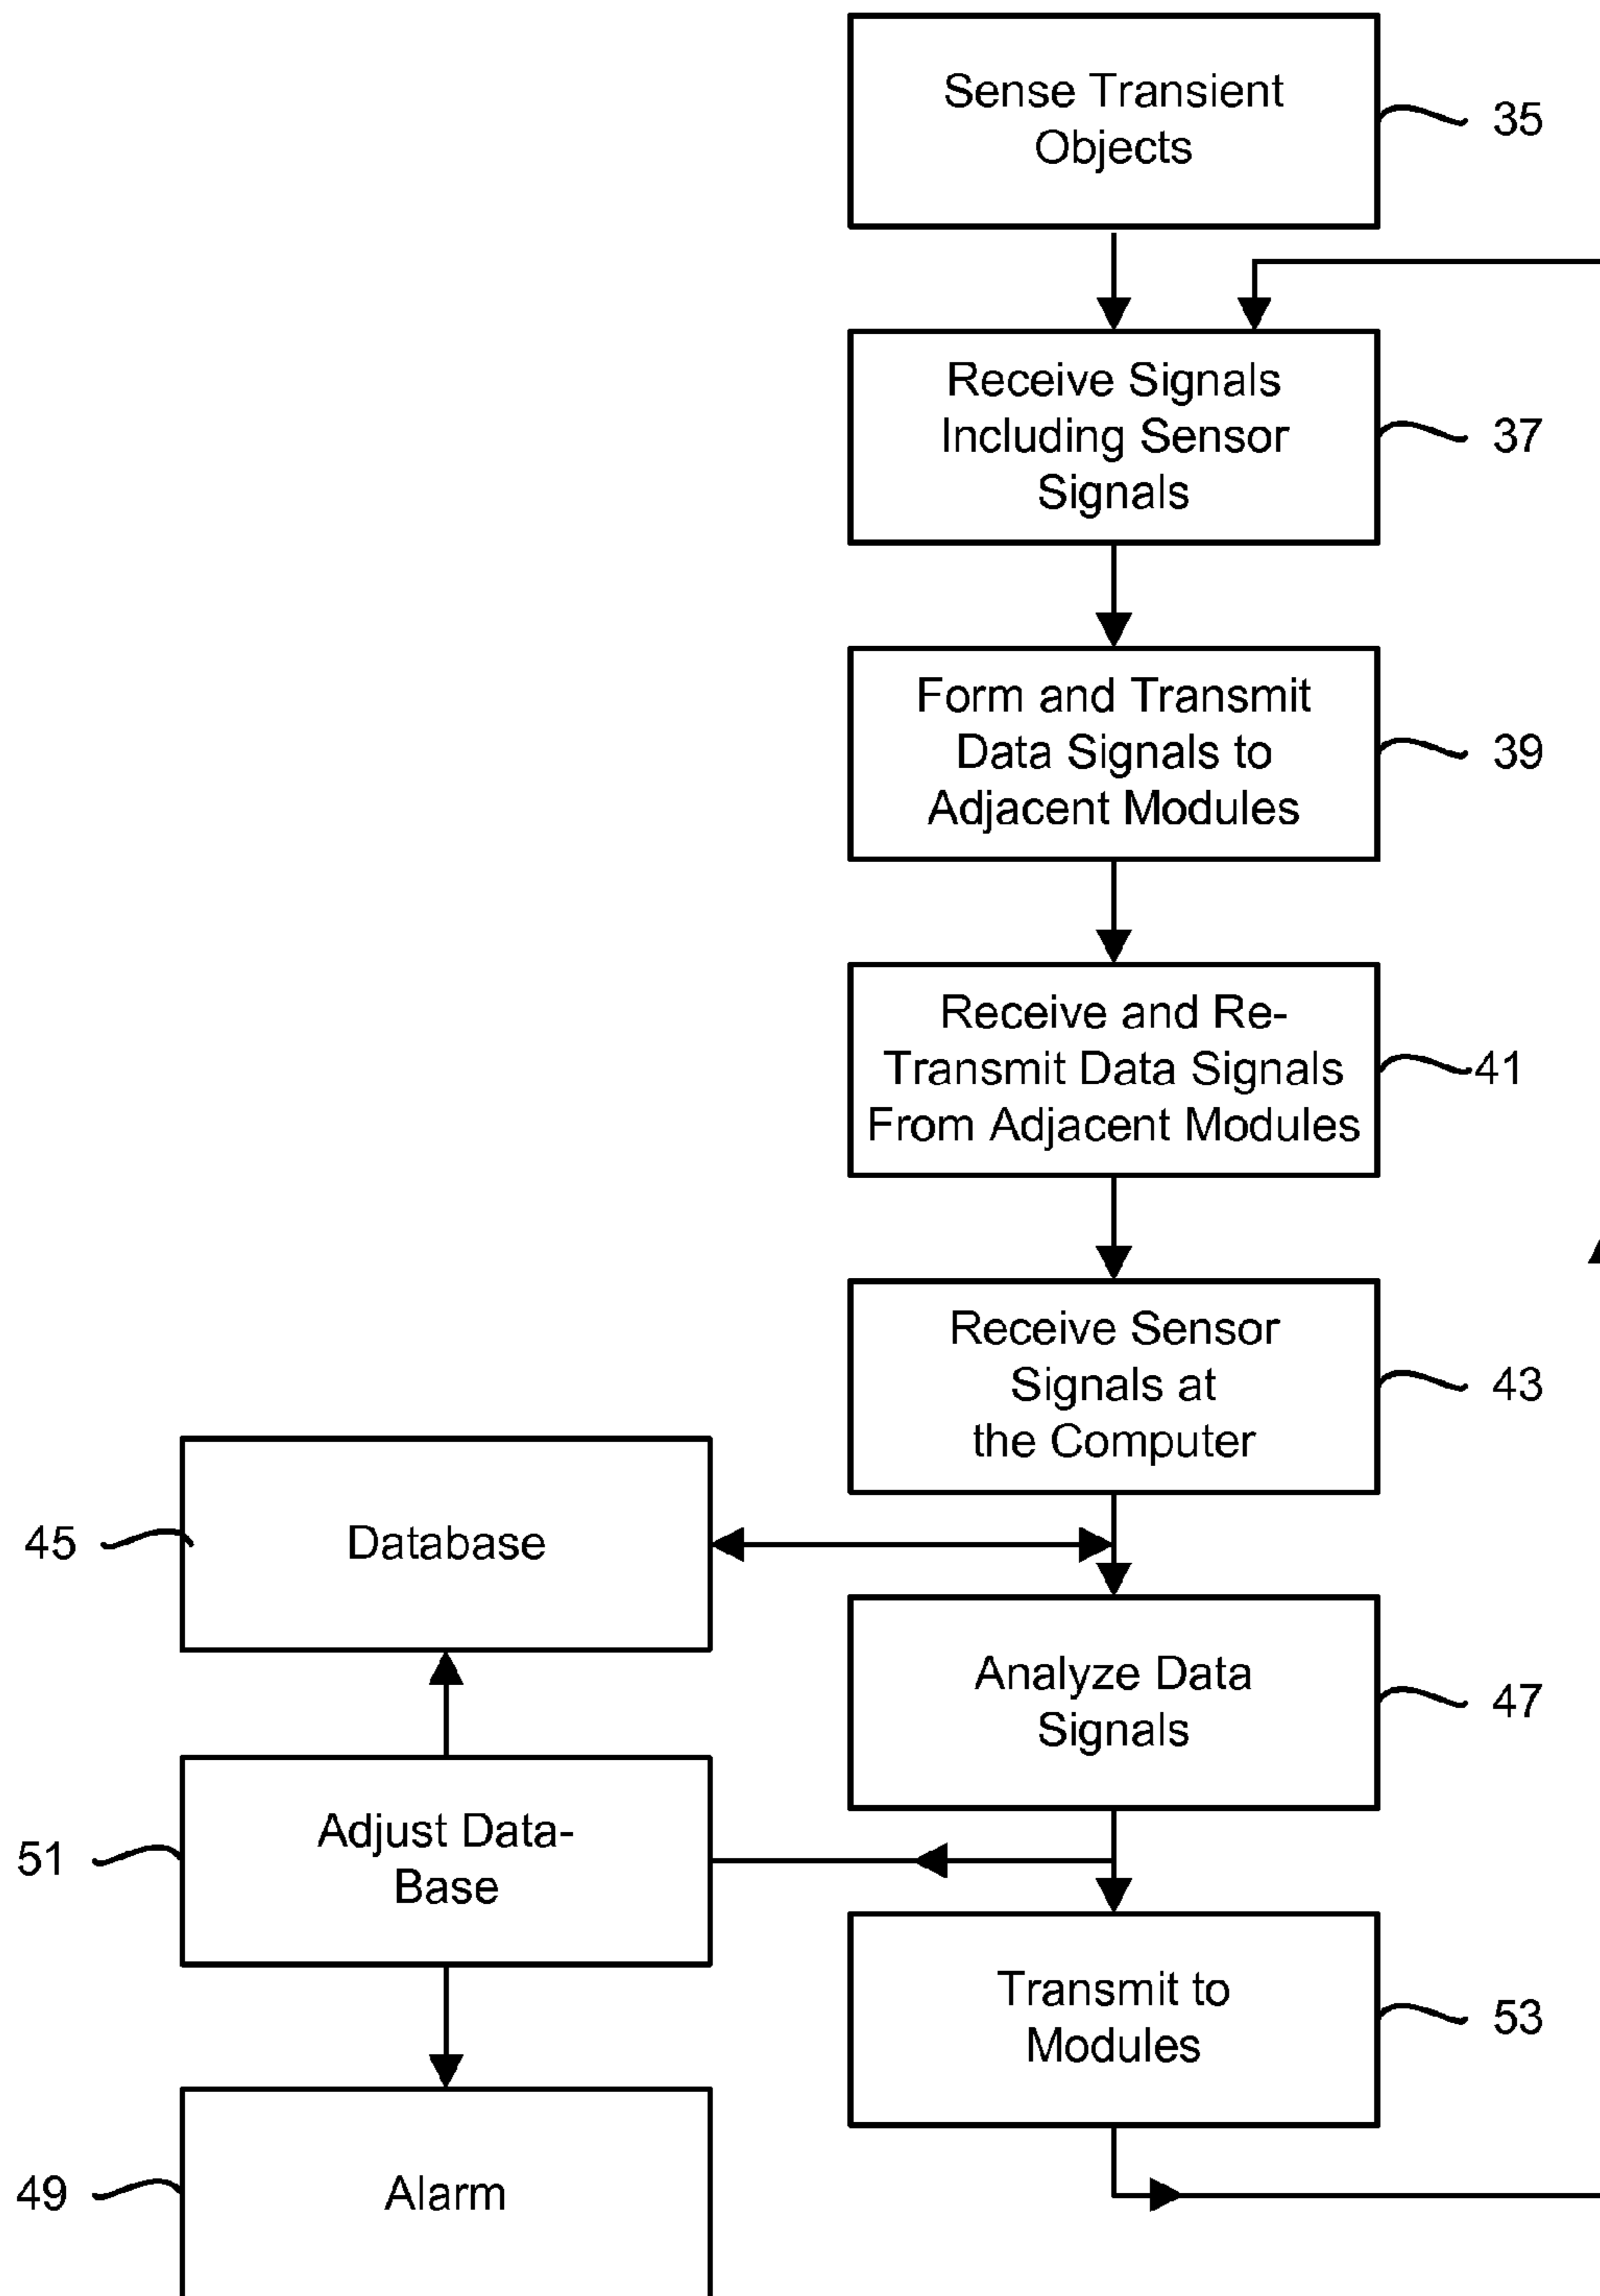 Sense Transient
Objects
35
Receive Signals
Including Sensor
Signals
37
Form and Transmit
Data Signals to
Adjacent Modules
39
Receive and Re-
Transmit Data Signals
From Adjacent Modules
41
Receive Sensor
Signals at
the Computer
43
45
Database
Analyze Data
Signals
47
51
Adjust Data-
Base
Transmit to
Modules
53
49
Alarm